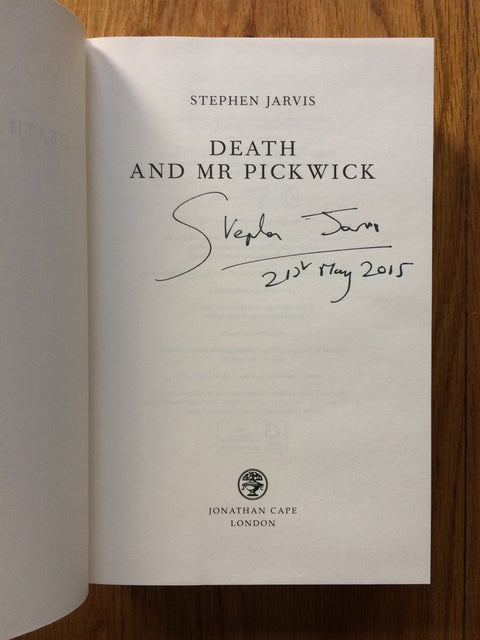 STEPHEN JARVIS
DEATH
AND MR PICKWICK
Stephen Jarvis
21st May 2015
JONATHAN CAPE
LONDON